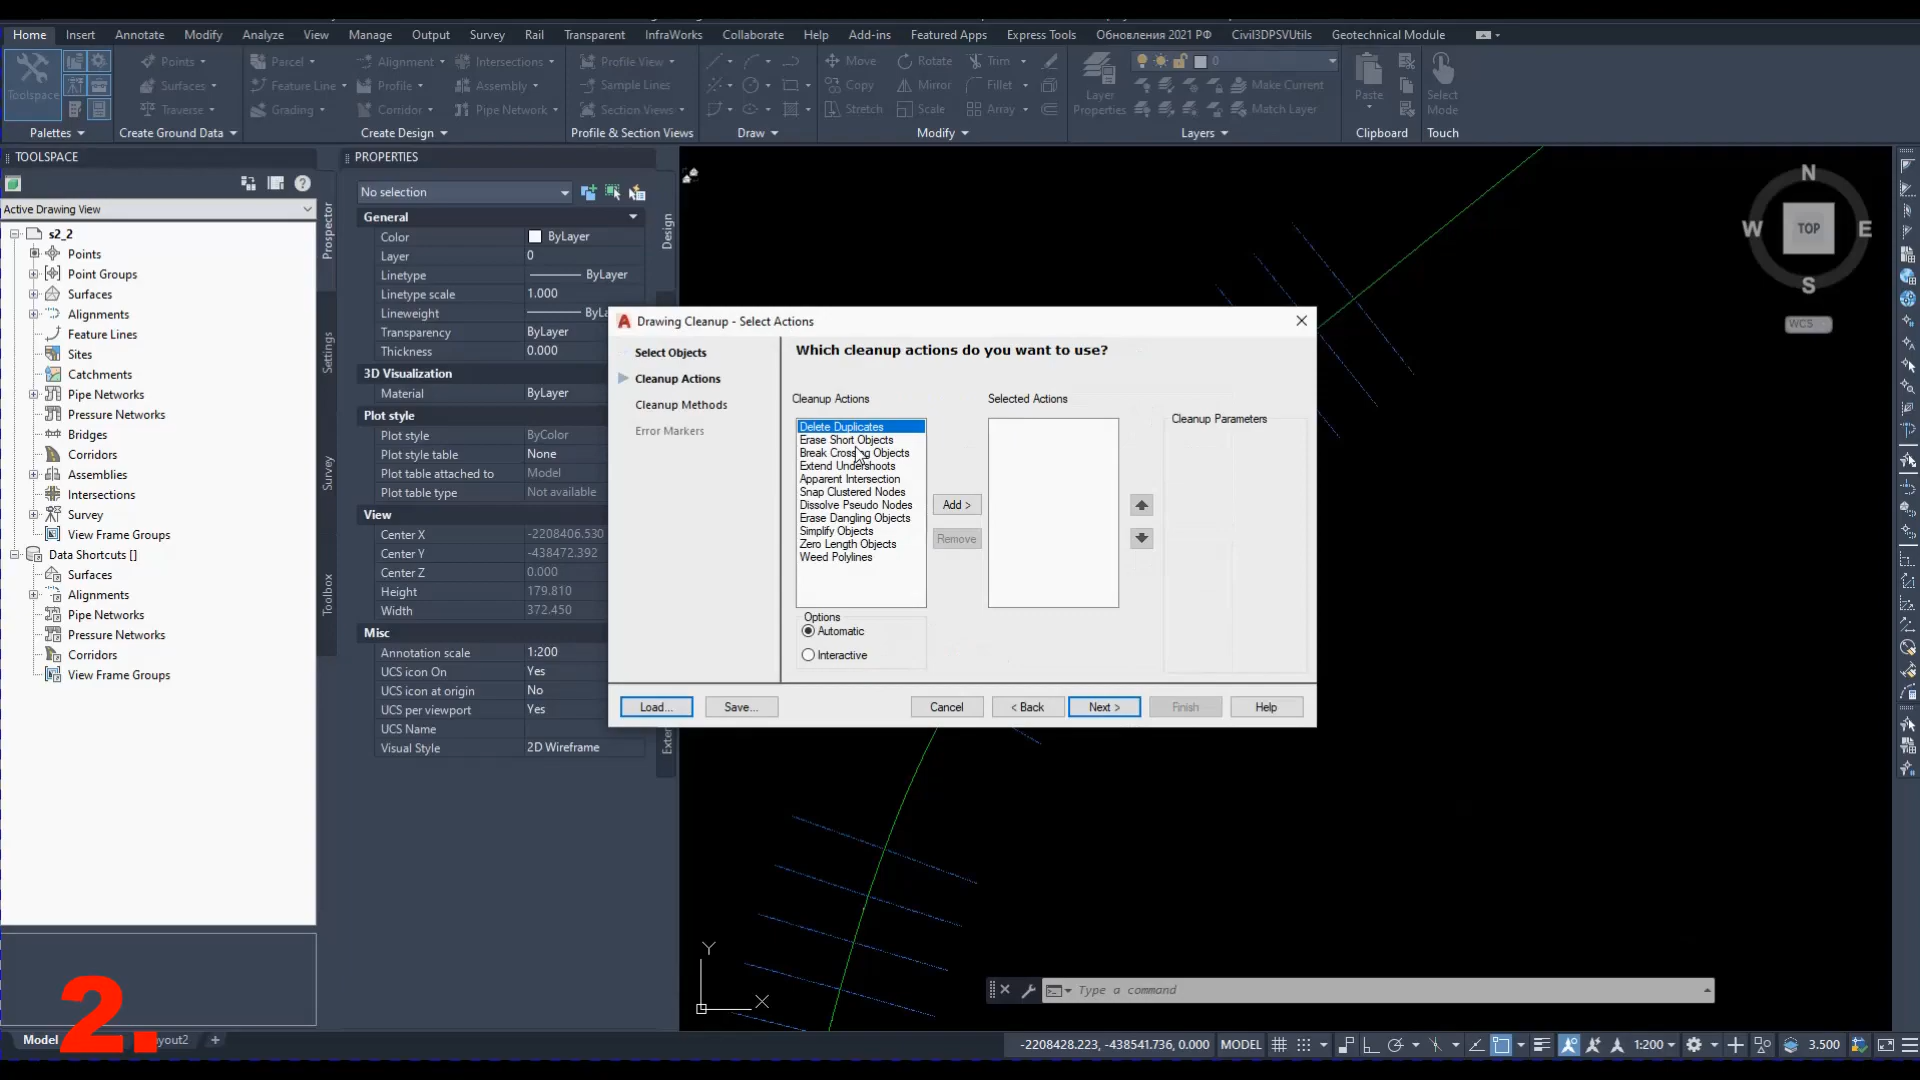 Home Insert Annotate Modify Analyze View Manage Output Survey Rail Transparent InfraWorks Collaborate Help Add-ins Featured Apps Express Tools Обновления 2021 РФ Civil3DPSVUtils Geotechnical Module
Toolspace
Points
Surfaces
Traverse
Parcel
Feature Line
Grading
Alignment
Profile
Corridor
Intersections
Assembly
Pipe Network
Profile View
Sample Lines
Section Views
Move
Stretch
Rotate
Mirror
Scale
Trim
Fillet
Array
Layer
Properties
0
Make Current
Match Layer
Paste
Select
Mode
Palettes Create Ground Data Create Design Profile & Section Views Draw Modify Layers Clipboard Touch
TOOLSPACE
Active Drawing View
s2_2
Points
Point Groups
Surfaces
Alignments
Feature Lines
Sites
Catchments
Pipe Networks
Pressure Networks
Bridges
Corridors
Assemblies
Intersections
Survey
View Frame Groups
Data Shortcuts []
Surfaces
Alignments
Pipe Networks
Pressure Networks
Corridors
View Frame Groups
Prospector
Settings
Survey
Toolbox
PROPERTIES
No selection
Design
General
Color ByLayer
Layer 0
Linetype ByLayer
Linetype scale 1.000
Lineweight ByLa
Transparency ByLayer
Thickness 0.000
3D Visualization
Material ByLayer
Plot style
Plot style ByColor
Plot style table None
Plot table attached to Model
Plot table type Not available
View
Center X -2208406.530
Center Y -438472.392
Center Z 0.000
Height 179.810
Width 372.450
Misc
Annotation scale 1:200
UCS icon On Yes
UCS icon at origin No
UCS per viewport Yes
UCS Name
Visual Style 2D Wireframe
Exter
Drawing Cleanup - Select Actions
Select Objects
Cleanup Actions
Cleanup Methods
Error Markers
Which cleanup actions do you want to use?
Cleanup Actions
Delete Duplicates
Erase Short Objects
Break Crossing Objects
Extend Undershoots
Apparent Intersection
Snap Clustered Nodes
Dissolve Pseudo Nodes
Erase Dangling Objects
Simplify Objects
Zero Length Objects
Weed Polylines
Add >
Remove
Selected Actions
Cleanup Parameters
Options
Automatic
Interactive
Load... Save... Cancel < Back Next > Finish Help
N
W TOP E
S
WCS
Y
X
Type a command
2.
Model yout2 +
-2208428.223, -438541.736, 0.000 MODEL 1:200 3.500